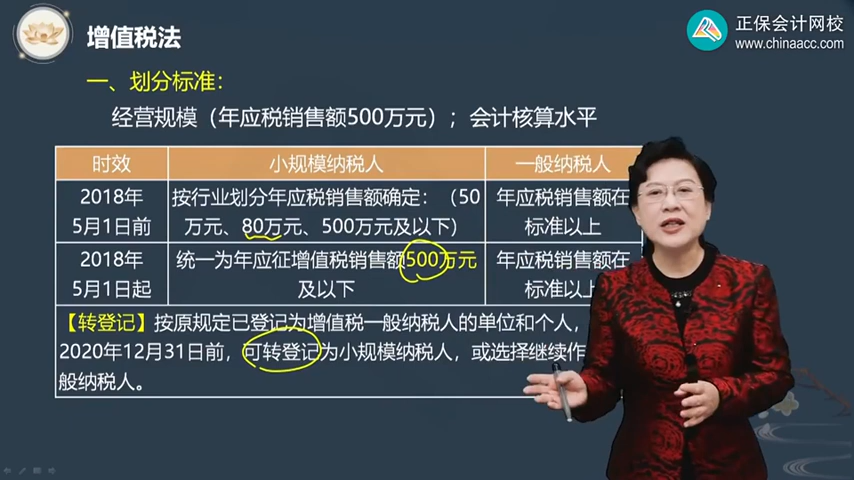 增值税法
正保会计网校
www.chinaacc.com
一、划分标准：
经营规模（年应税销售额500万元）；会计核算水平
时效 小规模纳税人 一般纳税人
2018年 按行业划分年应税销售额确定：（50 年应税销售额在
5月1日前 万元、80万元、500万元及以下） 标准以上
2018年 统一为年应征增值税销售额500万元 年应税销售额在
5月1日起 及以下 标准以上
【转登记】按原规定已登记为增值税一般纳税人的单位和个人，
2020年12月31日前，可转登记为小规模纳税人，或选择继续作
般纳税人。